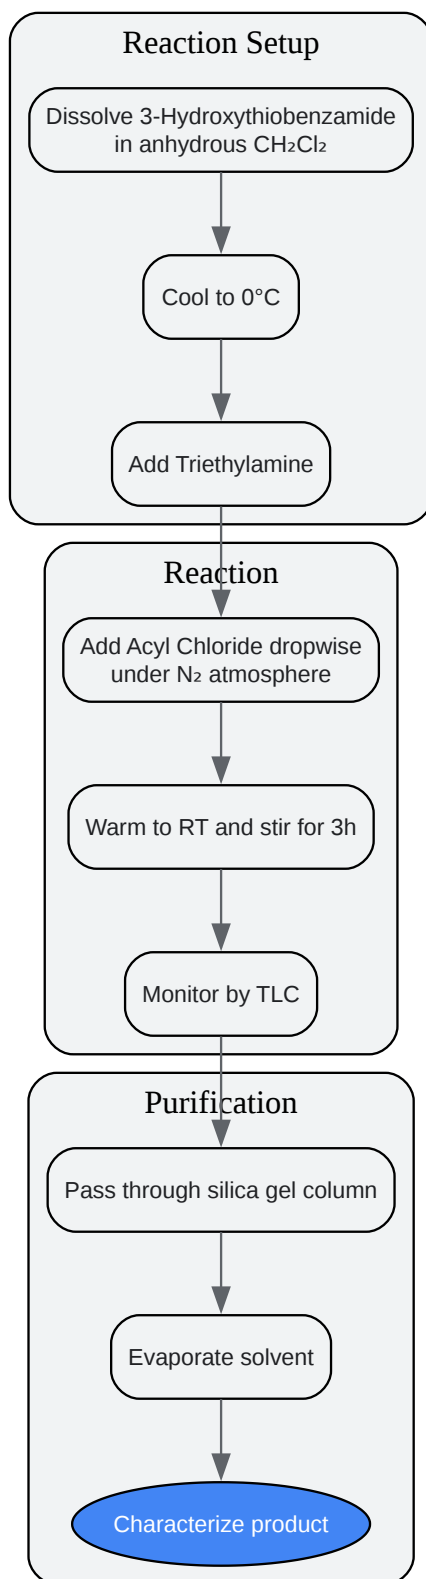 Reaction Setup
Dissolve 3-Hydroxythiobenzamide
in anhydrous CH₂Cl₂
Cool to 0°C
Add Triethylamine
Reaction
Add Acyl Chloride dropwise
under N₂ atmosphere
Warm to RT and stir for 3h
Monitor by TLC
Purification
Pass through silica gel column
Evaporate solvent
Characterize product